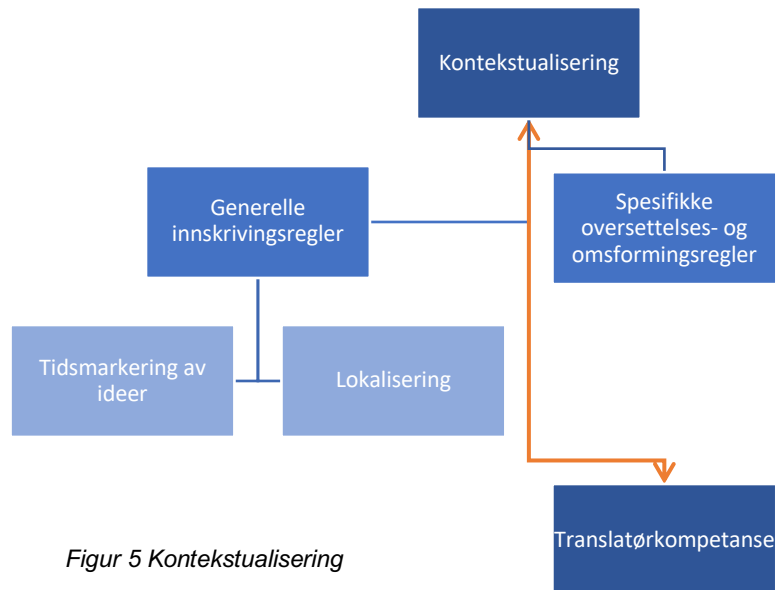 Kontekstualisering
Generelle
innskrivingsregler
Spesifikke
oversettelses- og
omsformingsregler
Tidsmarkering av
ideer
Lokalisering
Translatørkompetanse
Figur 5 Kontekstualisering